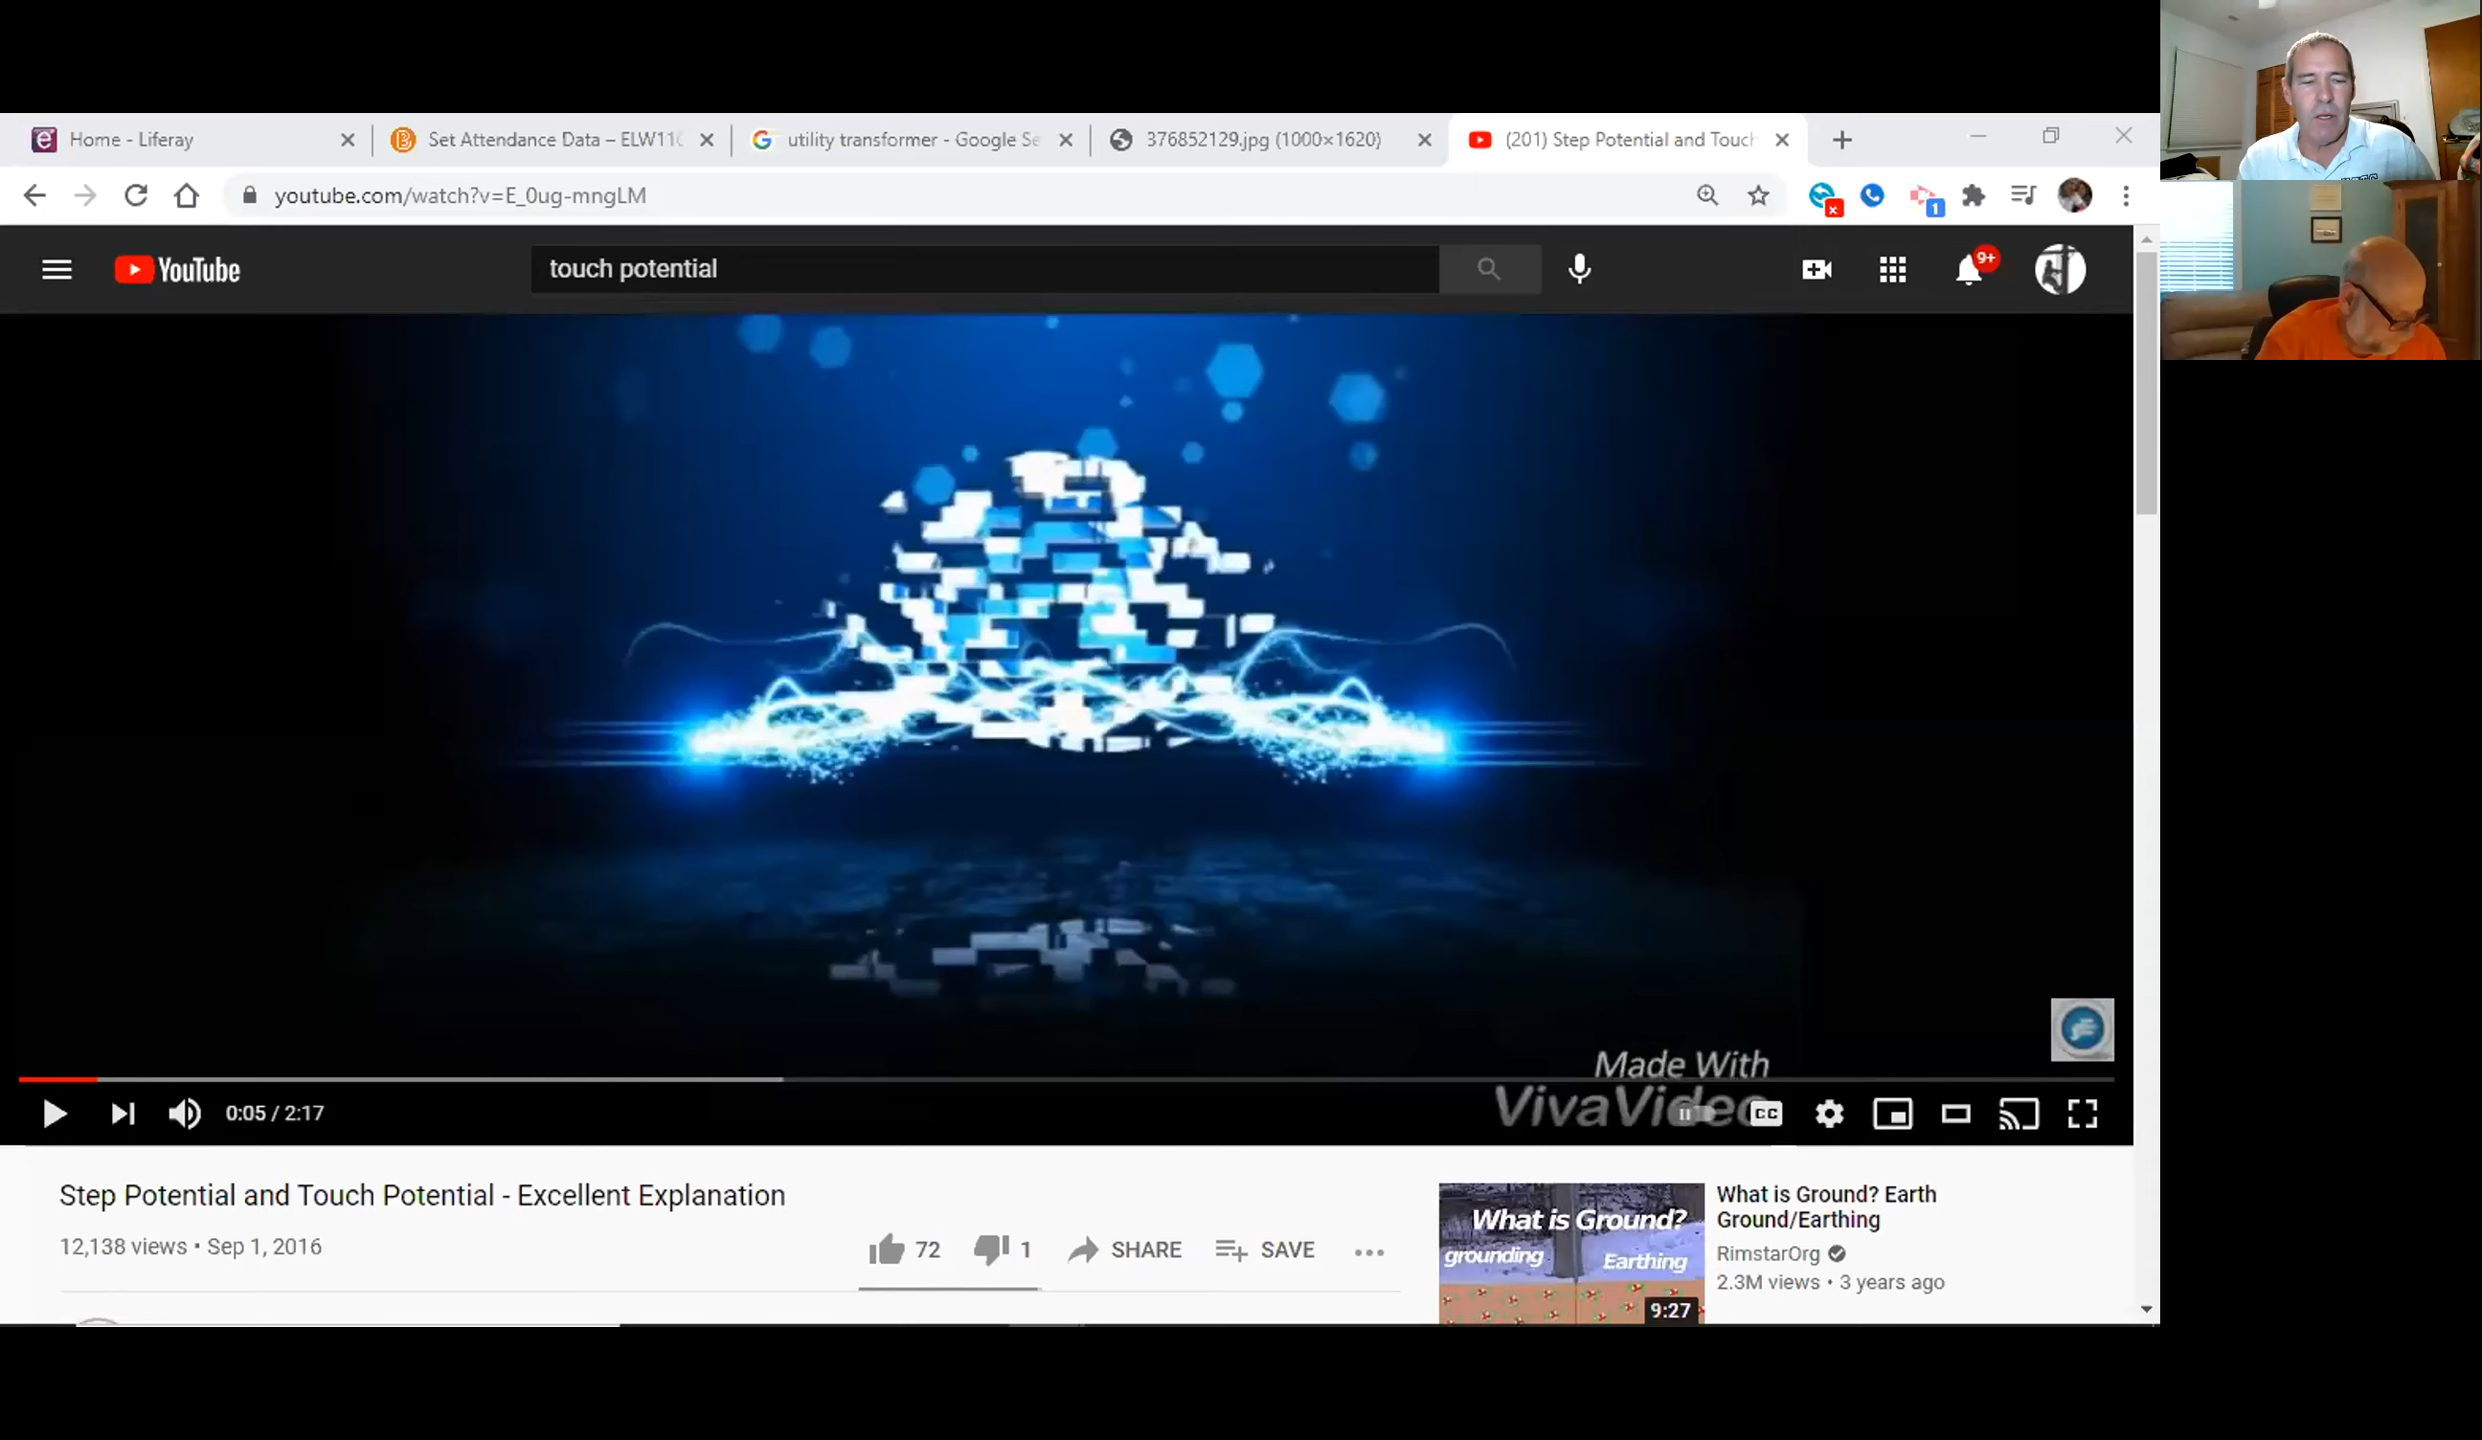 Home - Liferay
Set Attendance Data – ELW11
utility transformer - Google Se
376852129.jpg (1000×1620)
(201) Step Potential and Touch
youtube.com/watch?v=E_0ug-mngLM
1
YouTube
touch potential
9+
Made With
VivaVideo
0:05 / 2:17
CC
Step Potential and Touch Potential - Excellent Explanation
12,138 views • Sep 1, 2016
72
1
SHARE
SAVE
What is Ground?
grounding
Earthing
9:27
What is Ground? Earth
Ground/Earthing
RimstarOrg
2.3M views • 3 years ago